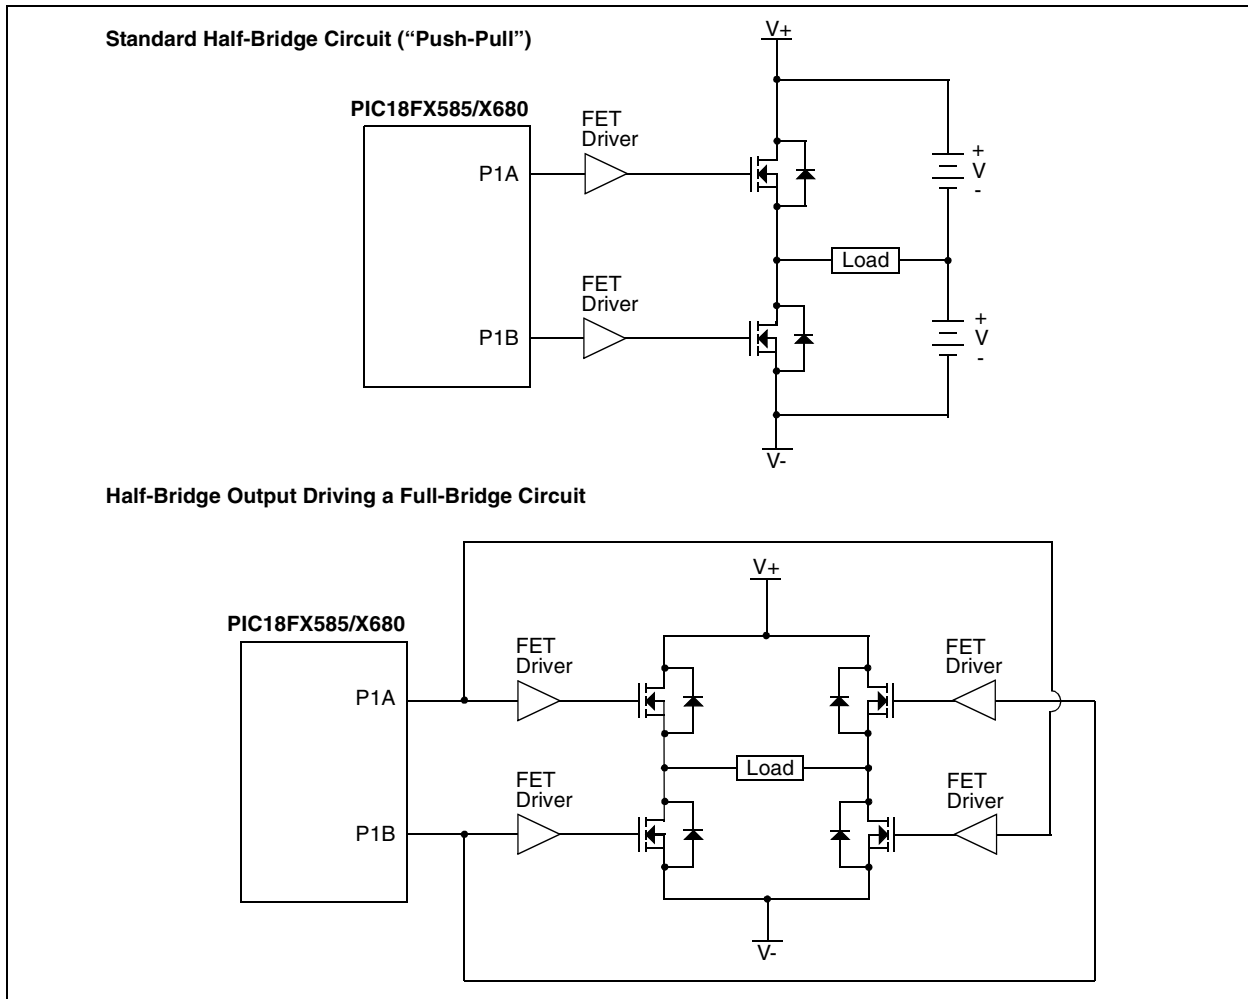 Standard Half-Bridge Circuit (“Push-Pull”)
V+
PIC18FX585/X680
FET
Driver
P1A
+
V
-
Load
FET
Driver
P1B
+
V
-
V-
Half-Bridge Output Driving a Full-Bridge Circuit
V+
PIC18FX585/X680
FET
Driver
FET
Driver
P1A
Load
FET
Driver
FET
Driver
P1B
V-